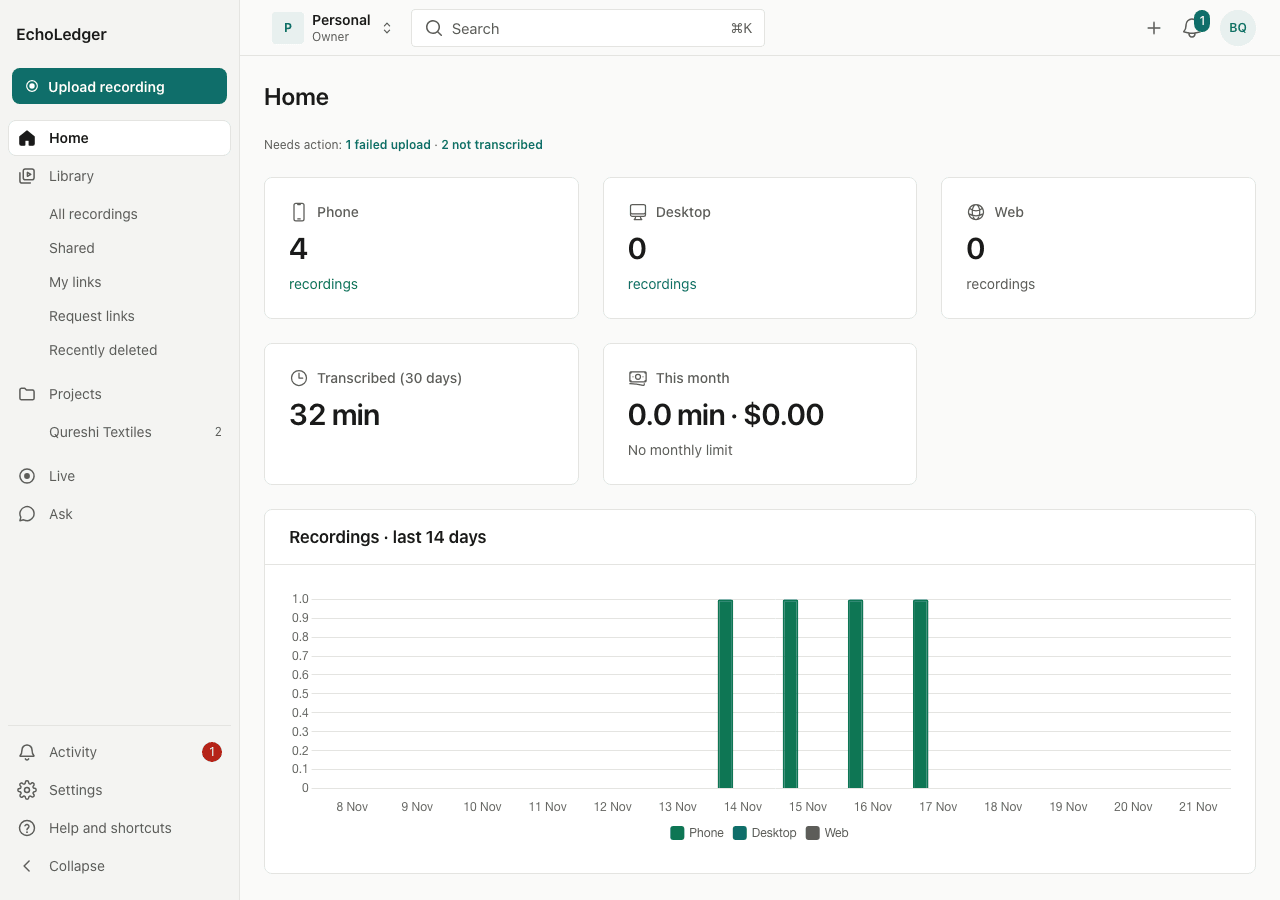 EchoLedger
Upload recording
Home
Library
All recordings
Shared
My links
Request links
Recently deleted
Projects
Qureshi Textiles 2
Live
Ask
Activity 1
Settings
Help and shortcuts
Collapse
P
Personal
Owner
Search ⌘K
1
BQ
Home
Needs action: 1 failed upload · 2 not transcribed
Phone
4
recordings
Desktop
0
recordings
Web
0
recordings
Transcribed (30 days)
32 min
This month
0.0 min · $0.00
No monthly limit
Recordings · last 14 days
1.0
0.9
0.8
0.7
0.6
0.5
0.4
0.3
0.2
0.1
0
8 Nov 9 Nov 10 Nov 11 Nov 12 Nov 13 Nov 14 Nov 15 Nov 16 Nov 17 Nov 18 Nov 19 Nov 20 Nov 21 Nov
Phone Desktop Web